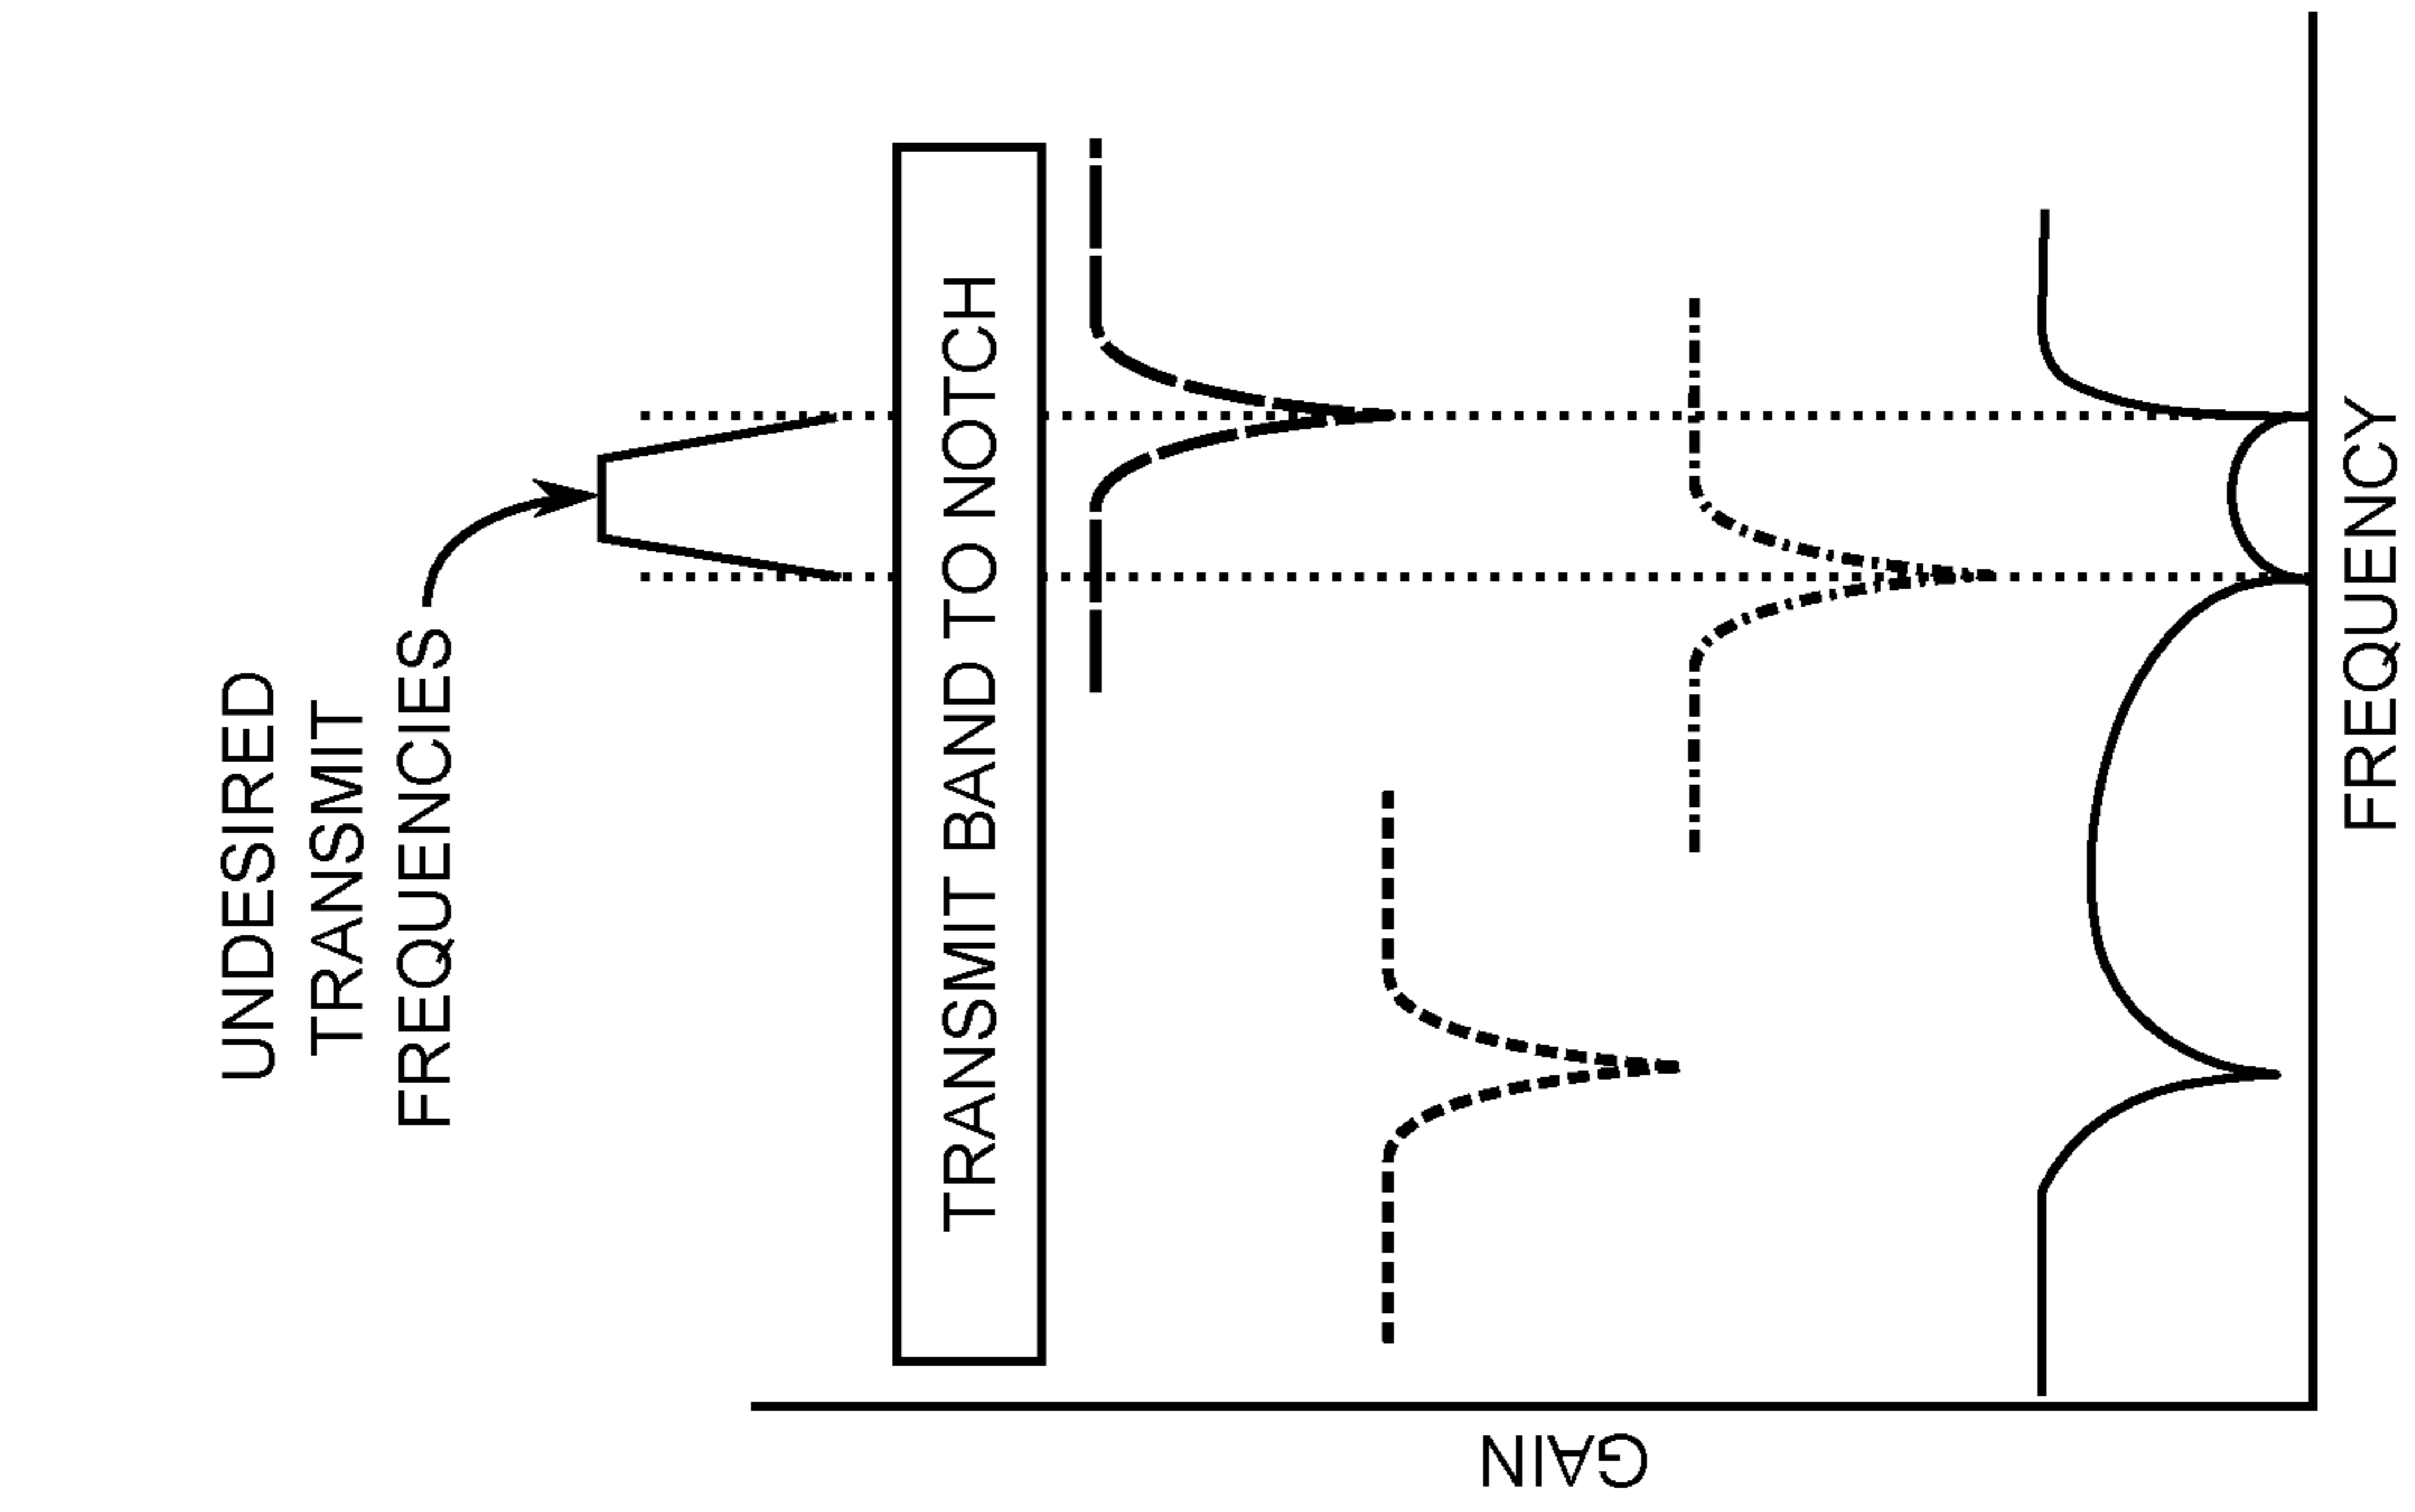 UNDESIRED
TRANSMIT
FREQUENCIES
TRANSMIT BAND TO NOTCH
GAIN
FREQUENCY